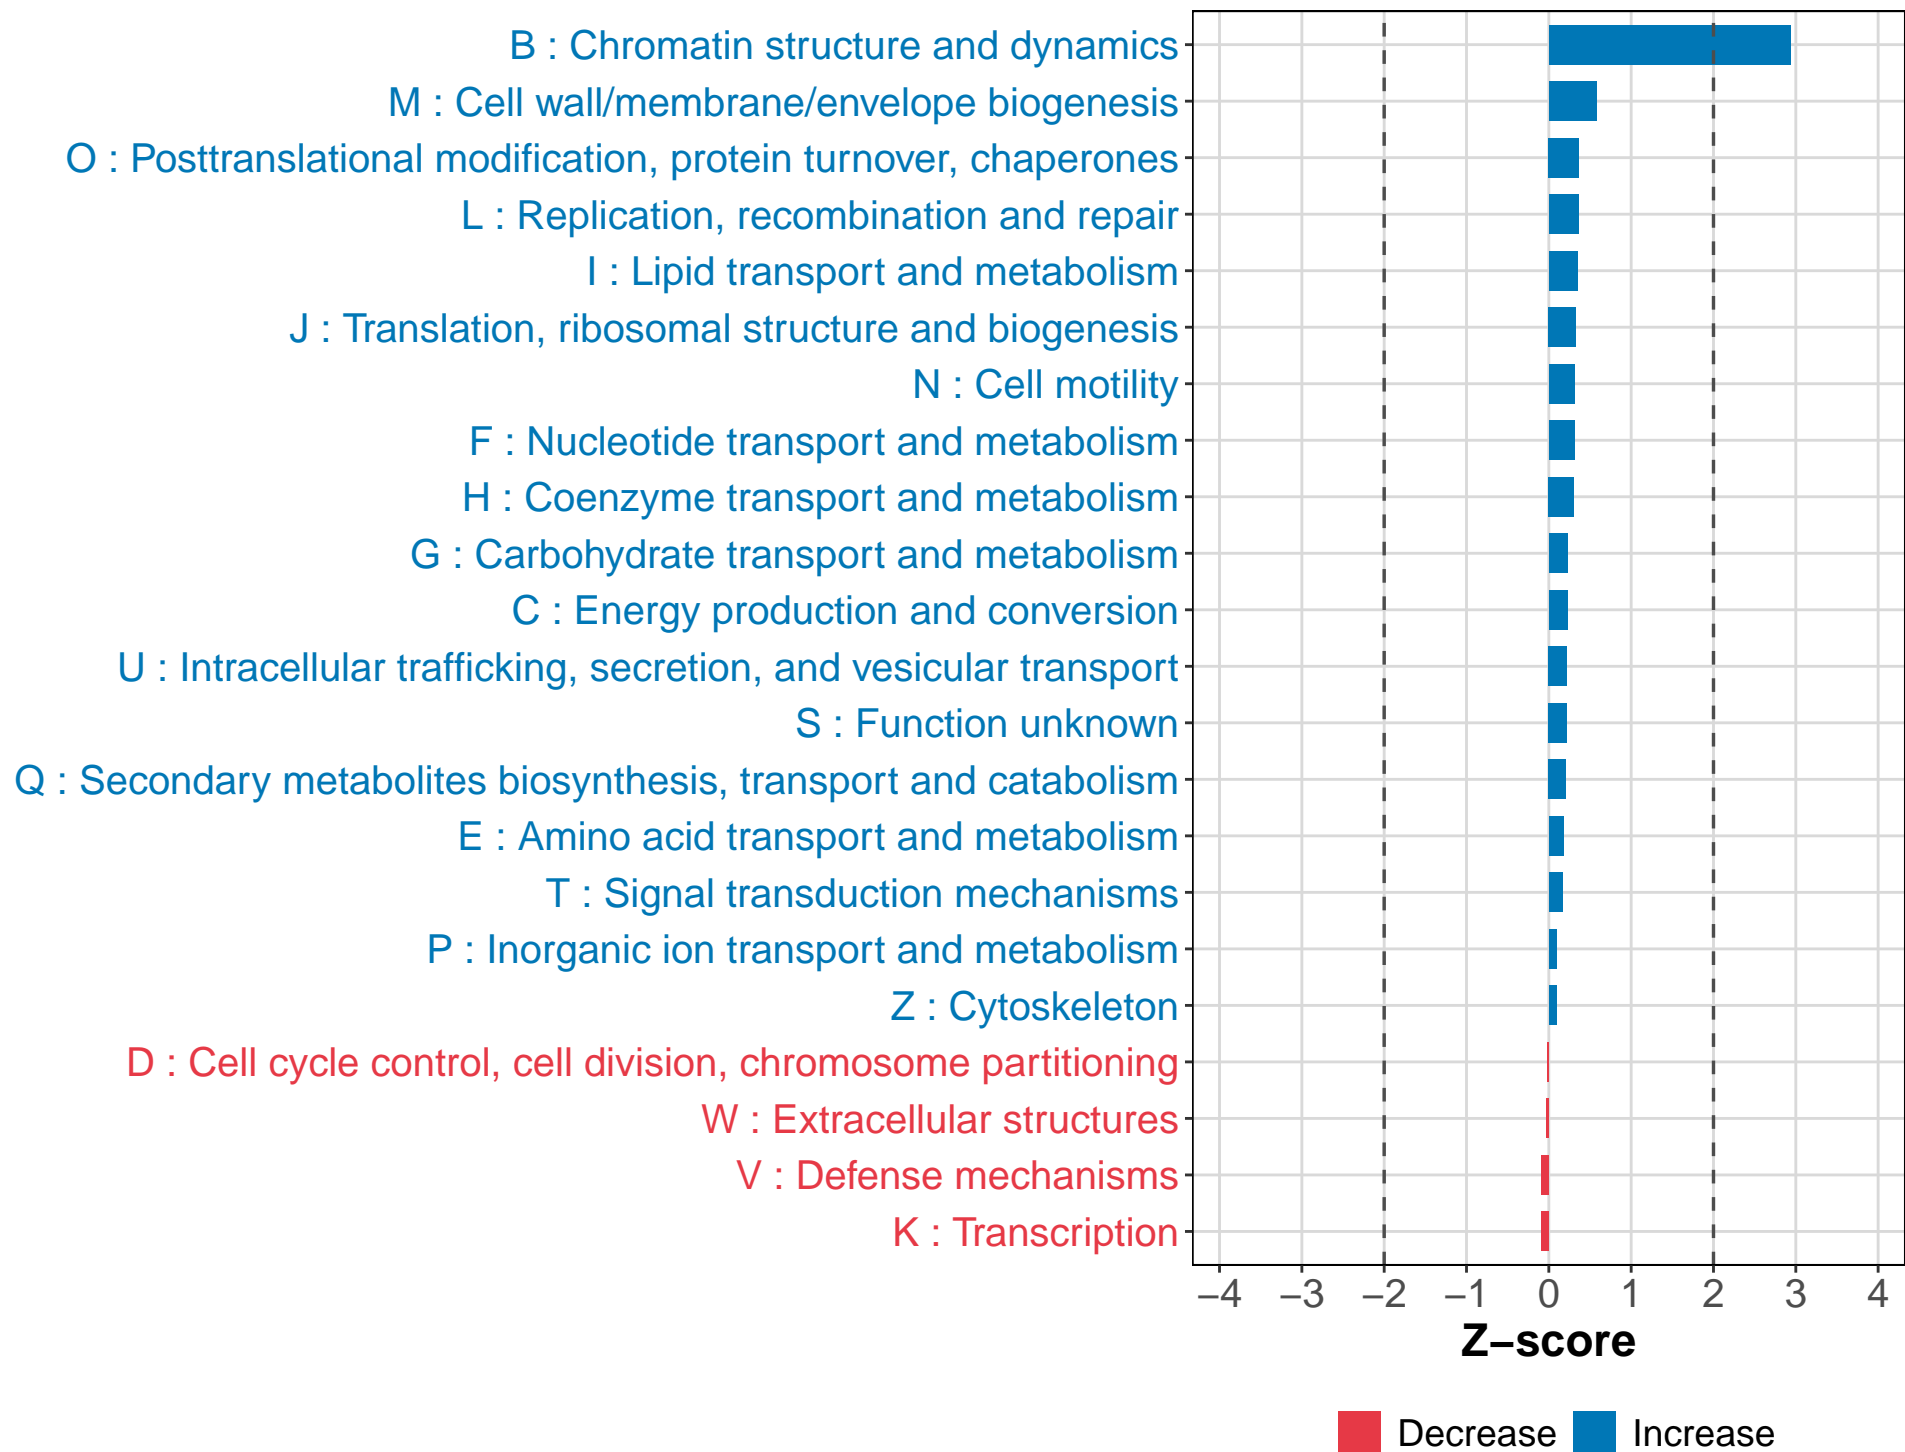 B : Chromatin structure and dynamics
M : Cell wall/membrane/envelope biogenesis
O : Posttranslational modification, protein turnover, chaperones
L : Replication, recombination and repair
I : Lipid transport and metabolism
J : Translation, ribosomal structure and biogenesis
N : Cell motility
F : Nucleotide transport and metabolism
H : Coenzyme transport and metabolism
G : Carbohydrate transport and metabolism
C : Energy production and conversion
U : Intracellular trafficking, secretion, and vesicular transport
S : Function unknown
Q : Secondary metabolites biosynthesis, transport and catabolism
E : Amino acid transport and metabolism
T : Signal transduction mechanisms
P : Inorganic ion transport and metabolism
Z : Cytoskeleton
D : Cell cycle control, cell division, chromosome partitioning
W : Extracellular structures
V : Defense mechanisms
K : Transcription
−4 −3 −2 −1 0 1 2 3 4
Z−score
Decrease Increase